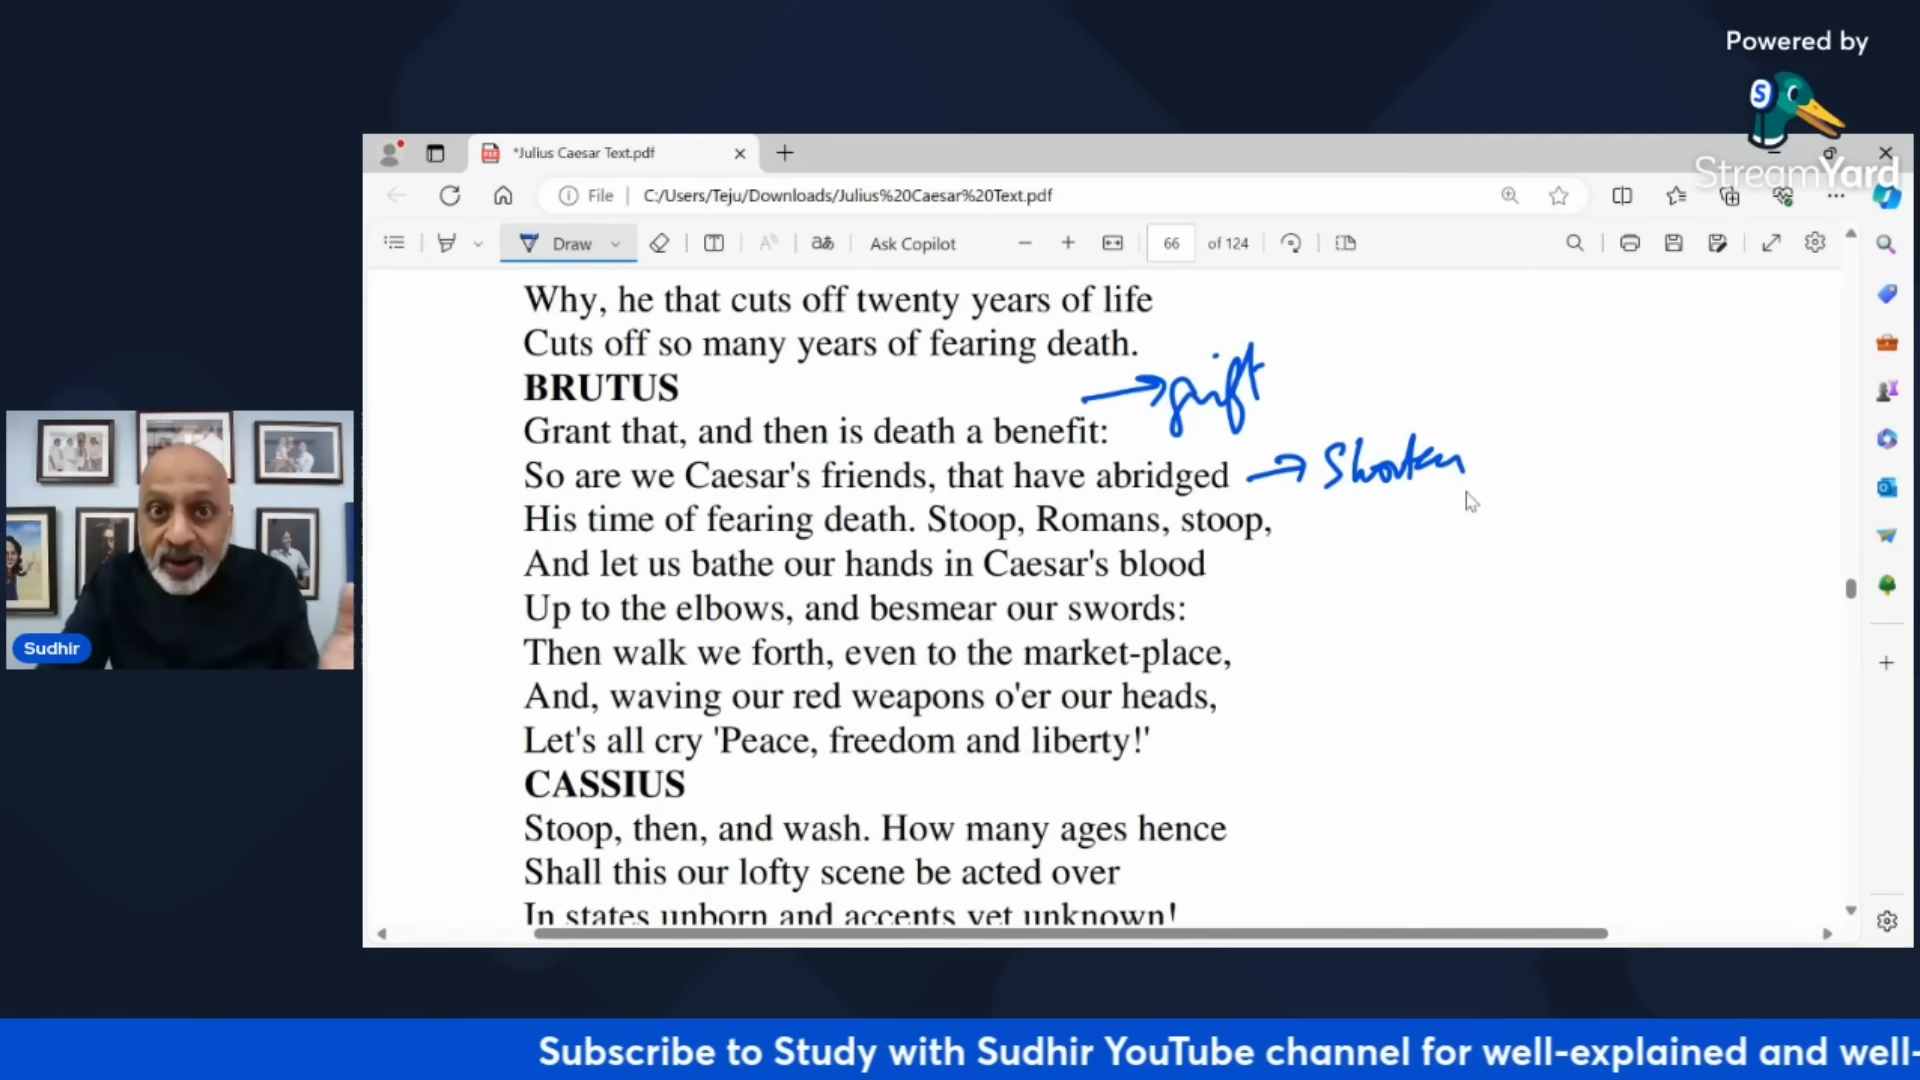 Powered by
StreamYard
*Julius Caesar Text.pdf
File
C:/Users/Teju/Downloads/Julius%20Caesar%20Text.pdf
Draw
aあ
Ask Copilot
66 of 124
Why, he that cuts off twenty years of life
Cuts off so many years of fearing death.
BRUTUS
gift
Grant that, and then is death a benefit:
So are we Caesar's friends, that have abridged
Shorten
His time of fearing death. Stoop, Romans, stoop,
And let us bathe our hands in Caesar's blood
Up to the elbows, and besmear our swords:
Then walk we forth, even to the market-place,
And, waving our red weapons o'er our heads,
Let's all cry 'Peace, freedom and liberty!'
CASSIUS
Stoop, then, and wash. How many ages hence
Shall this our lofty scene be acted over
In states unborn and accents yet unknown!
Sudhir
Subscribe to Study with Sudhir YouTube channel for well-explained and well-